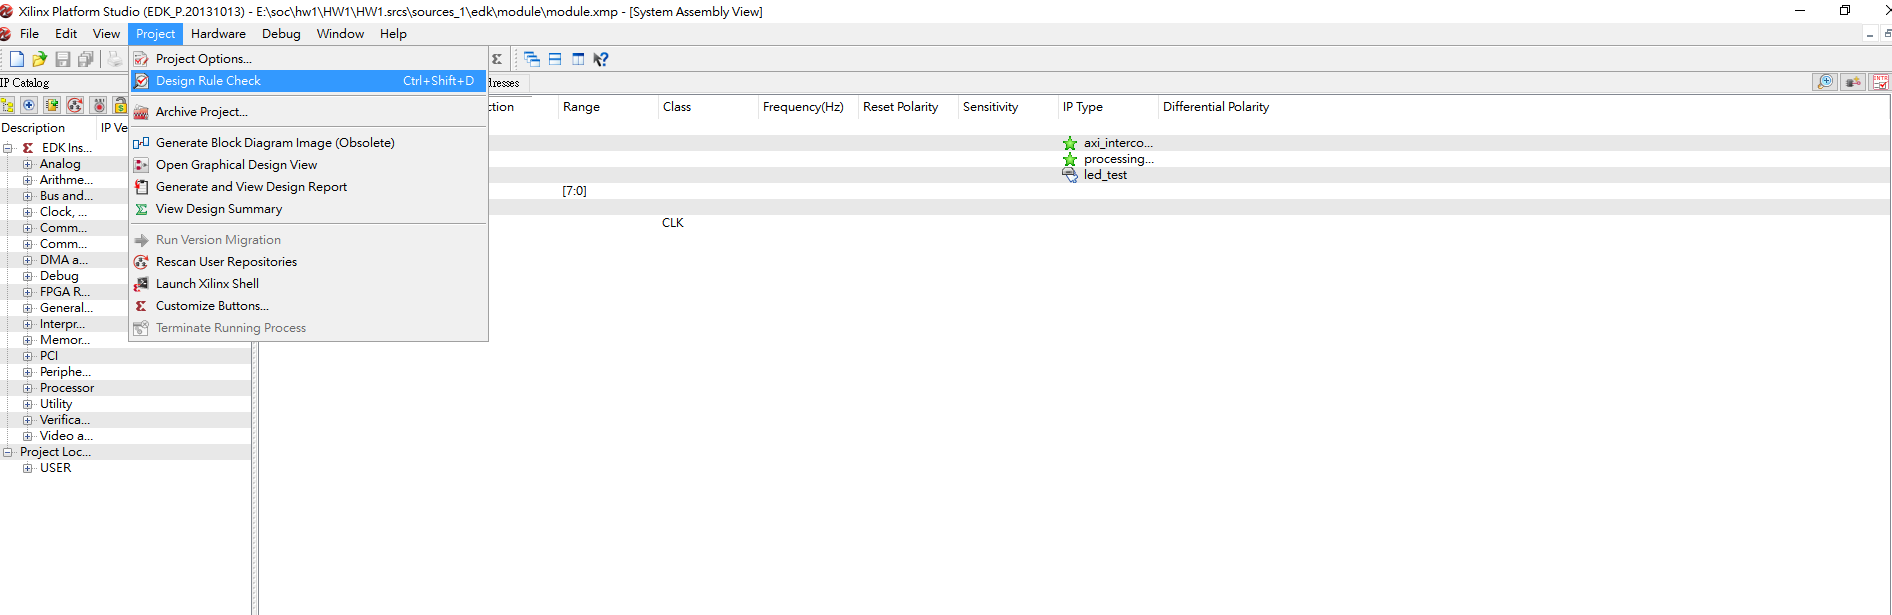 Xilinx Platform Studio (EDK_P.20131013) - E:\soc\hw1\HW1\HW1.srcs\sources_1\edk\module\module.xmp - [System Assembly View]
File Edit View Project Hardware Debug Window Help
Project Options...
IP Catalog
Design Rule Check Ctrl+Shift+D
dresses
Archive Project...
ction Range Class Frequency(Hz) Reset Polarity Sensitivity IP Type Differential Polarity
Description IP Ve
Generate Block Diagram Image (Obsolete)
Open Graphical Design View
Generate and View Design Report
View Design Summary
Run Version Migration
Rescan User Repositories
Launch Xilinx Shell
Customize Buttons...
Terminate Running Process
EDK Ins...
Analog
Arithme...
Bus and...
Clock, ...
Comm...
Comm...
DMA a...
Debug
FPGA R...
General...
Interpr...
Memor...
PCI
Periphe...
Processor
Utility
Verifica...
Video a...
Project Loc...
USER
axi_interco...
processing...
led_test
[7:0]
CLK